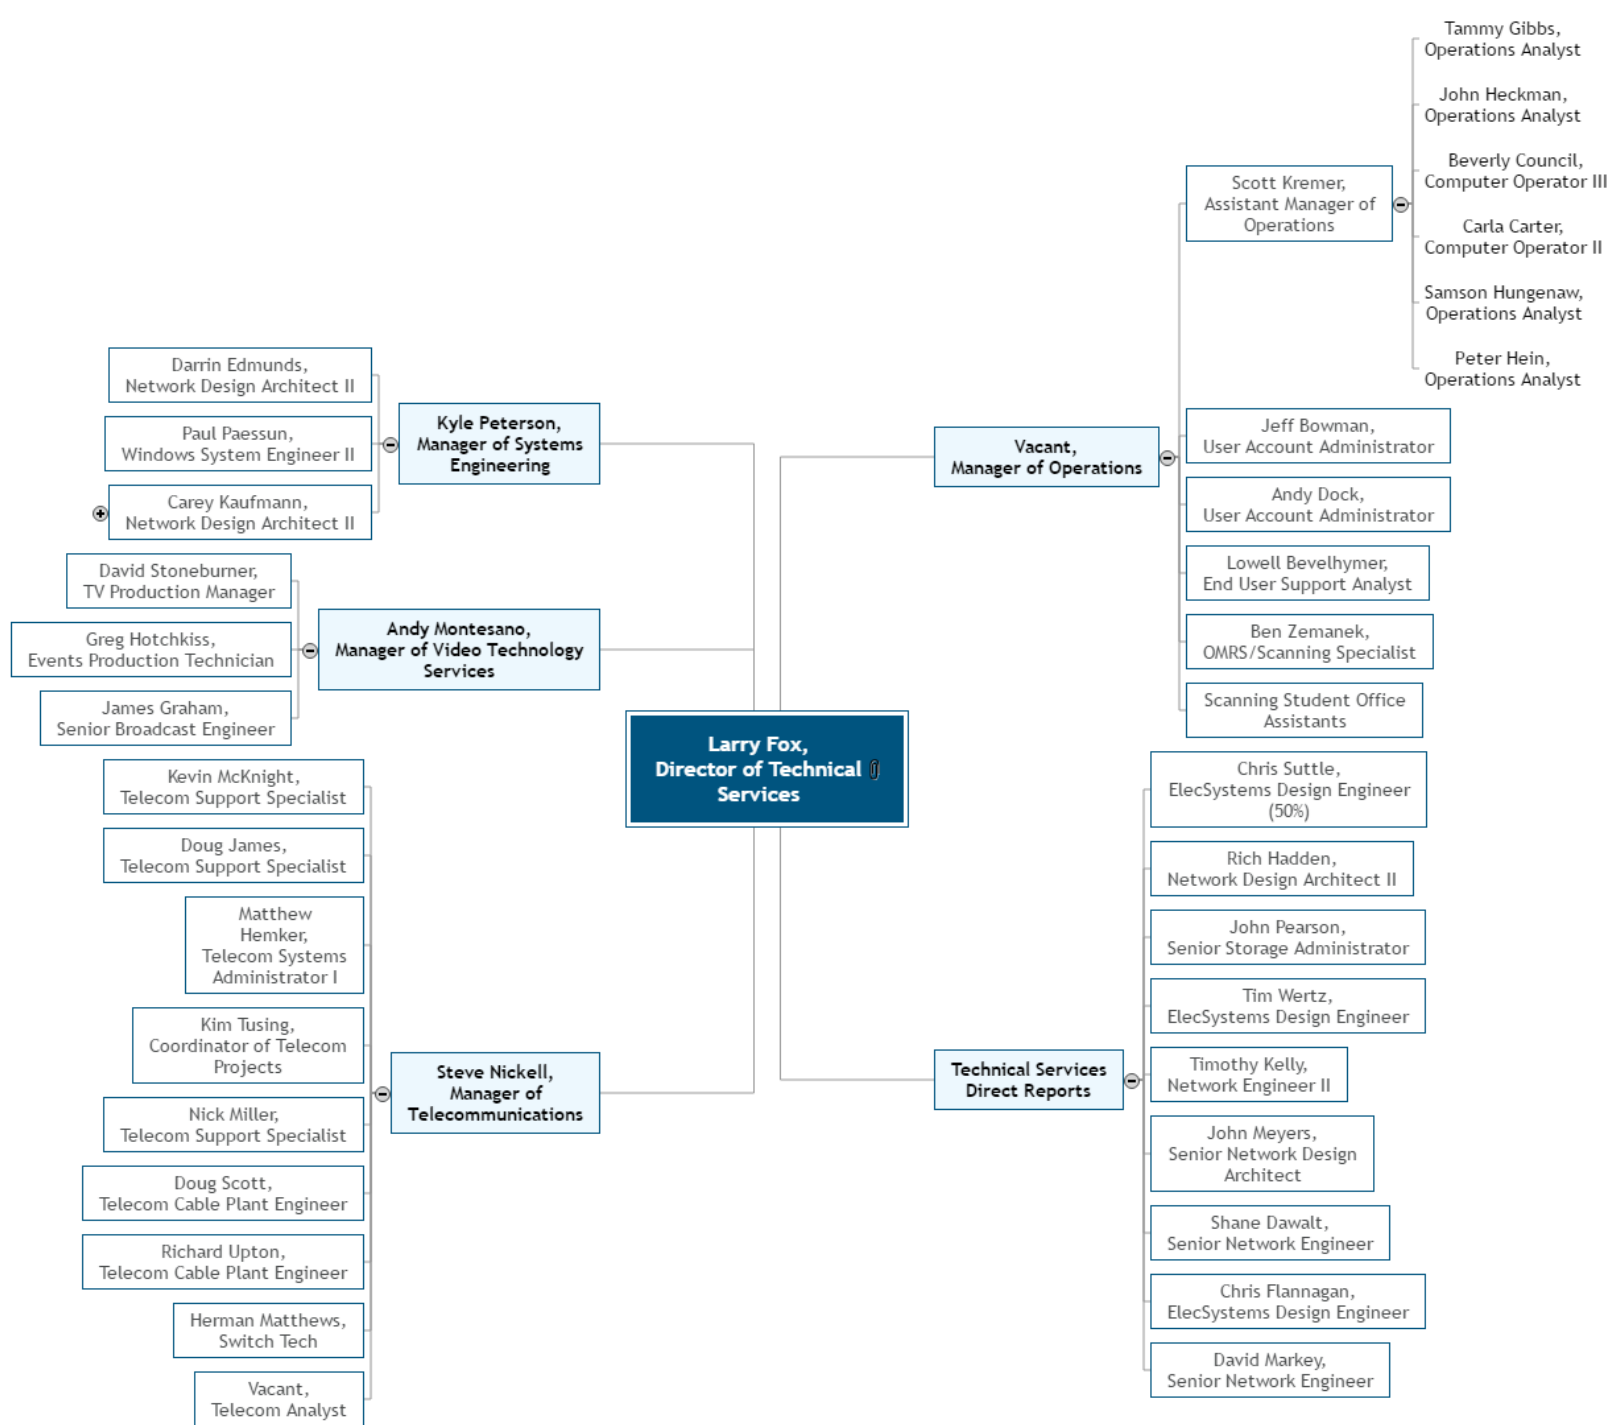 Tammy Gibbs,
Operations Analyst
John Heckman,
Operations Analyst
Beverly Council,
Computer Operator III
Scott Kremer,
Assistant Manager of
Operations
Carla Carter,
Computer Operator II
Samson Hungenaw,
Operations Analyst
Peter Hein,
Operations Analyst
Darrin Edmunds,
Network Design Architect II
Paul Paessun,
Windows System Engineer II
Carey Kaufmann,
Network Design Architect II
Kyle Peterson,
Manager of Systems
Engineering
Vacant,
Manager of Operations
Jeff Bowman,
User Account Administrator
Andy Dock,
User Account Administrator
Lowell Bevelhymer,
End User Support Analyst
Ben Zemanek,
OMRS/Scanning Specialist
Scanning Student Office
Assistants
David Stoneburner,
TV Production Manager
Greg Hotchkiss,
Events Production Technician
James Graham,
Senior Broadcast Engineer
Andy Montesano,
Manager of Video Technology
Services
Larry Fox,
Director of Technical
Services
Kevin McKnight,
Telecom Support Specialist
Doug James,
Telecom Support Specialist
Matthew
Hemker,
Telecom Systems
Administrator I
Kim Tusing,
Coordinator of Telecom
Projects
Nick Miller,
Telecom Support Specialist
Doug Scott,
Telecom Cable Plant Engineer
Richard Upton,
Telecom Cable Plant Engineer
Herman Matthews,
Switch Tech
Vacant,
Telecom Analyst
Steve Nickell,
Manager of
Telecommunications
Technical Services
Direct Reports
Chris Suttle,
ElecSystems Design Engineer
(50%)
Rich Hadden,
Network Design Architect II
John Pearson,
Senior Storage Administrator
Tim Wertz,
ElecSystems Design Engineer
Timothy Kelly,
Network Engineer II
John Meyers,
Senior Network Design
Architect
Shane Dawalt,
Senior Network Engineer
Chris Flannagan,
ElecSystems Design Engineer
David Markey,
Senior Network Engineer